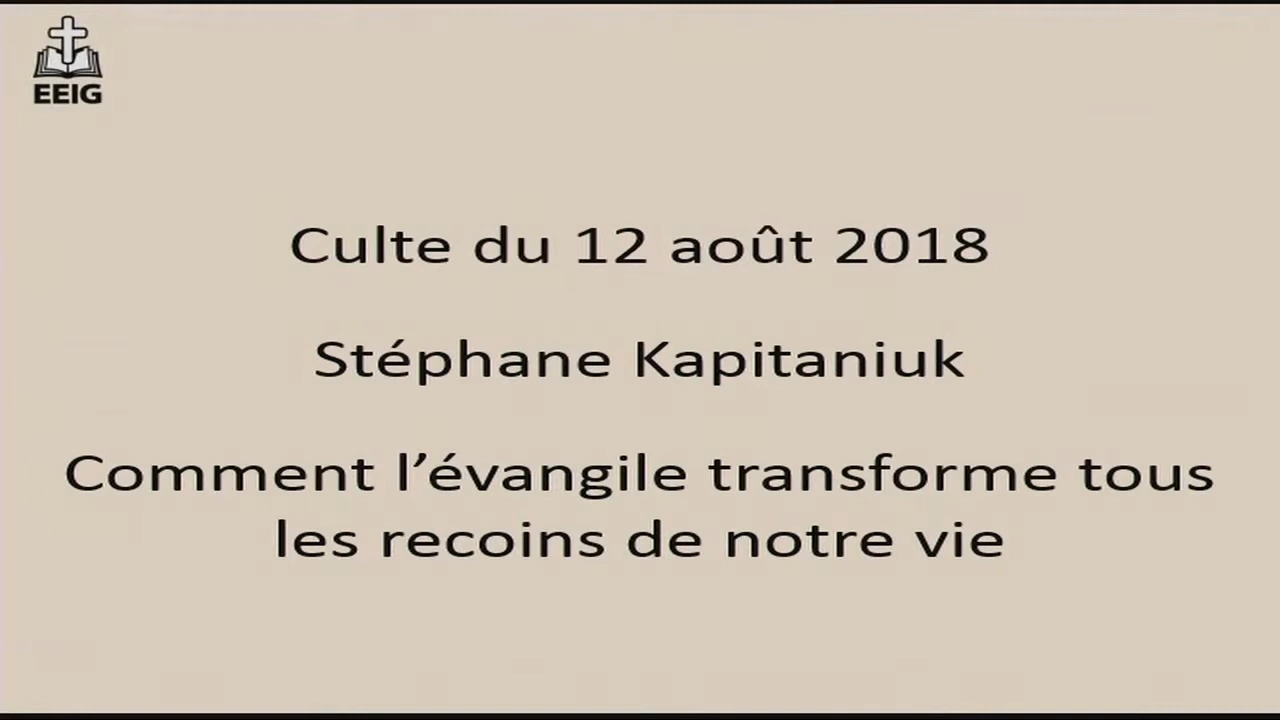 EEIG
Culte du 12 août 2018
Stéphane Kapitaniuk
Comment l’évangile transforme tous
les recoins de notre vie